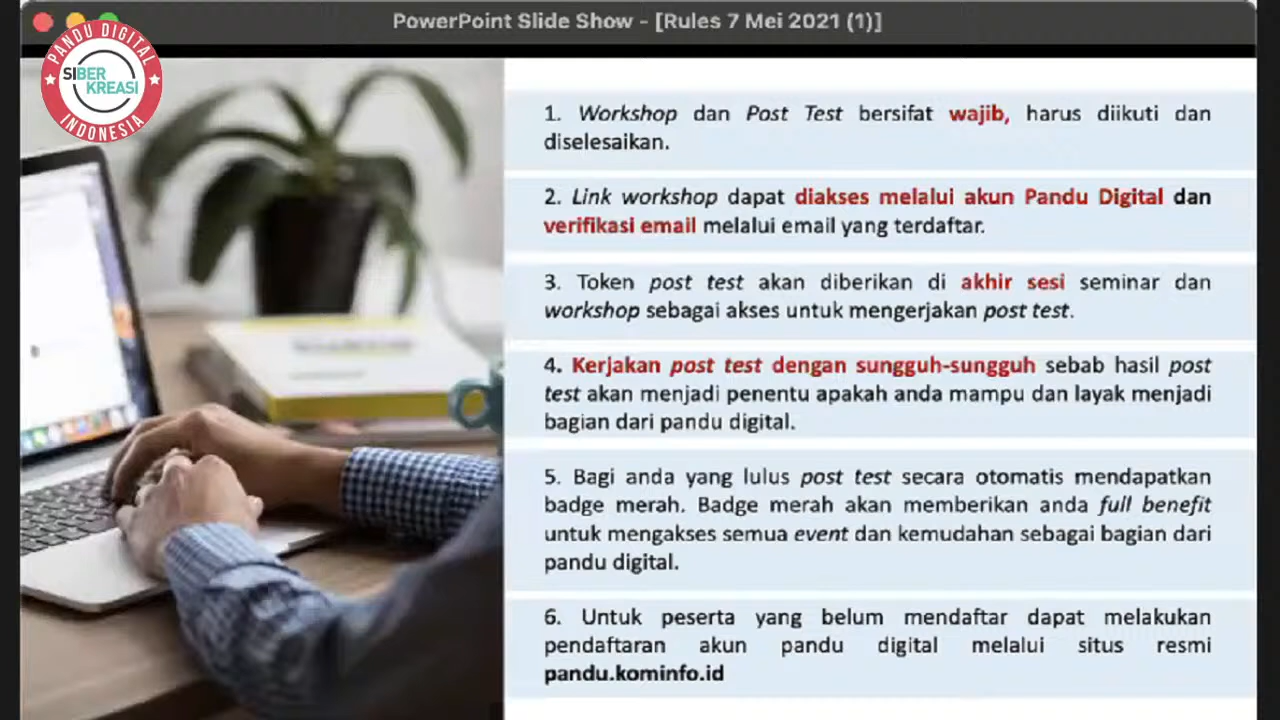 PowerPoint Slide Show - [Rules 7 Mei 2021 (1)]
PANDU DIGITAL
SIBER
KREASI
INDONESIA
1. Workshop dan Post Test bersifat wajib, harus diikuti dan
diselesaikan.
2. Link workshop dapat diakses melalui akun Pandu Digital dan
verifikasi email melalui email yang terdaftar.
3. Token post test akan diberikan di akhir sesi seminar dan
workshop sebagai akses untuk mengerjakan post test.
4. Kerjakan post test dengan sungguh-sungguh sebab hasil post
test akan menjadi penentu apakah anda mampu dan layak menjadi
bagian dari pandu digital.
5. Bagi anda yang lulus post test secara otomatis mendapatkan
badge merah. Badge merah akan memberikan anda full benefit
untuk mengakses semua event dan kemudahan sebagai bagian dari
pandu digital.
6. Untuk peserta yang belum mendaftar dapat melakukan
pendaftaran akun pandu digital melalui situs resmi
pandu.kominfo.id